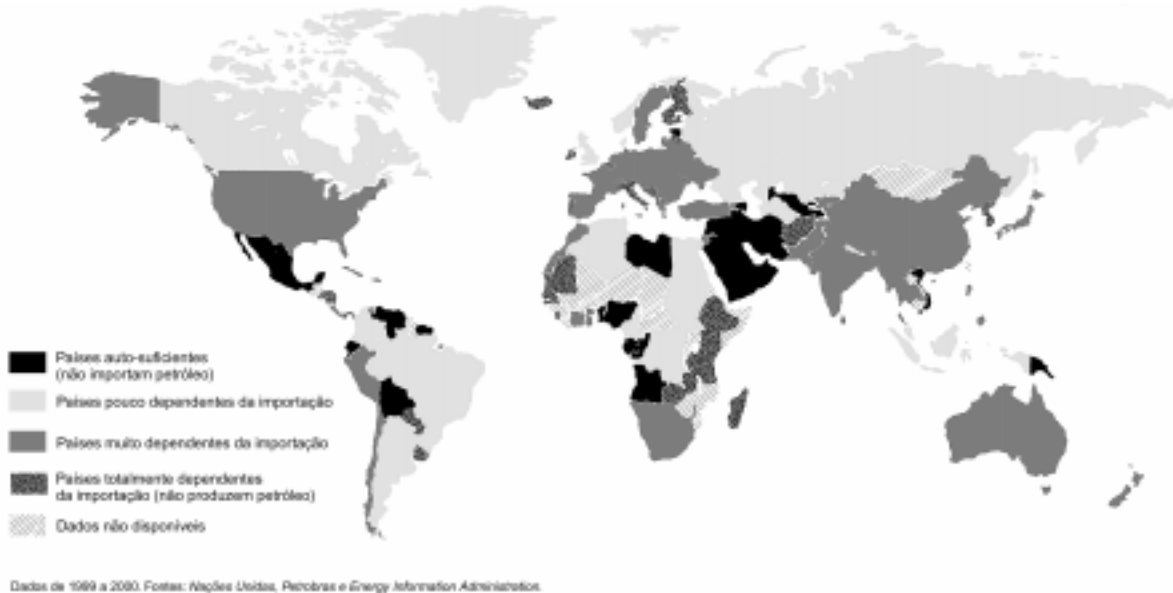 Países auto-suficientes
(não importam petróleo)
Países pouco dependentes da importação
Países muito dependentes da importação
Países totalmente dependentes
da importação (não produzem petróleo)
Dados não disponíveis
Dados de 1999 a 2000. Fontes: Nações Unidas, Petrobras e Energy Information Administration.